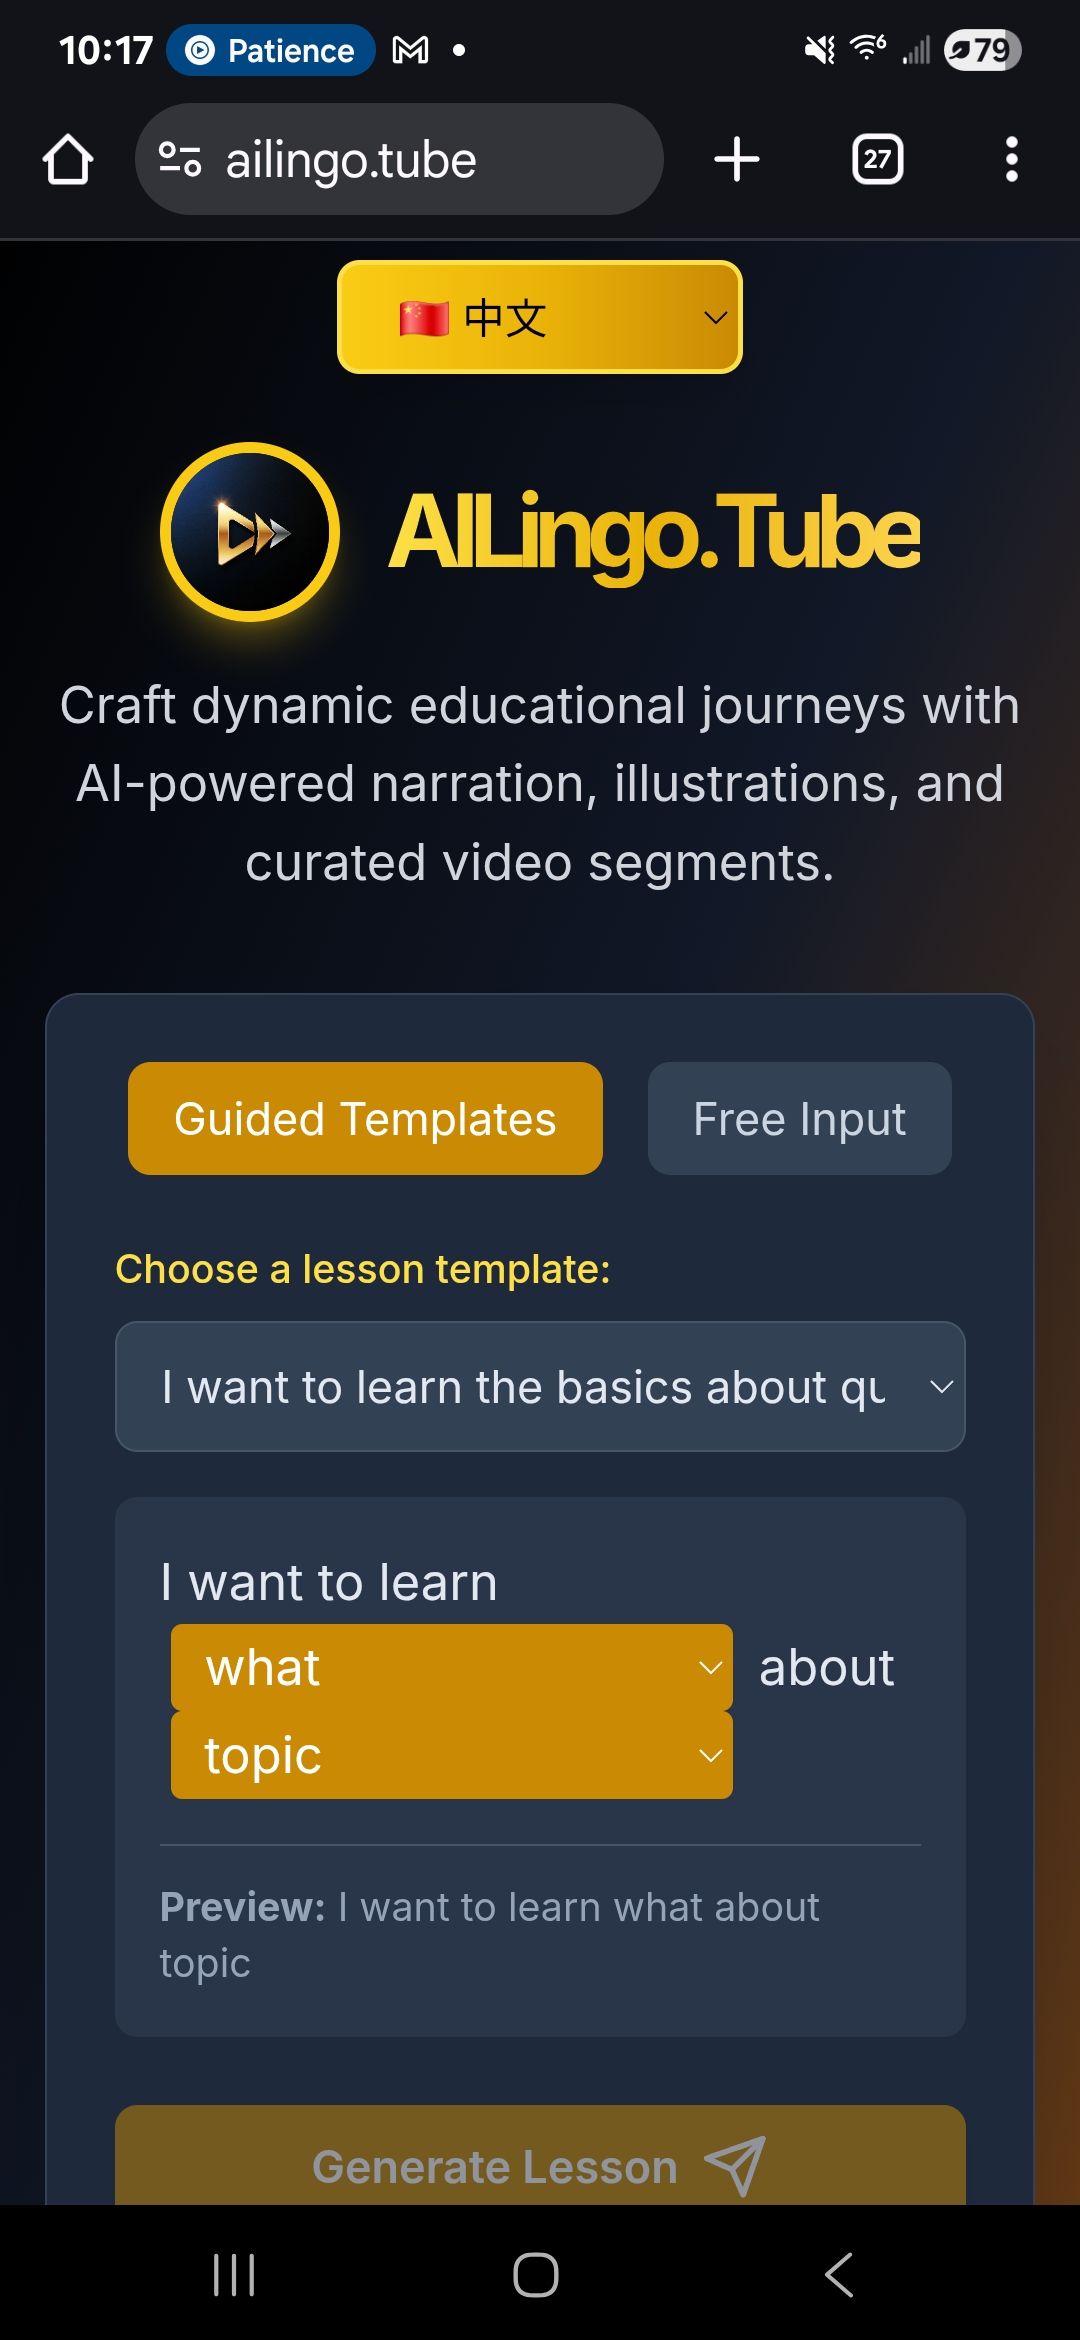 10:17 Patience 6 79
ailingo.tube 27
🇨🇳 中文
AILingo.Tube
Craft dynamic educational journeys with
AI-powered narration, illustrations, and
curated video segments.
Guided Templates Free Input
Choose a lesson template:
I want to learn the basics about qu
I want to learn
what about
topic
Preview: I want to learn what about
topic
Generate Lesson